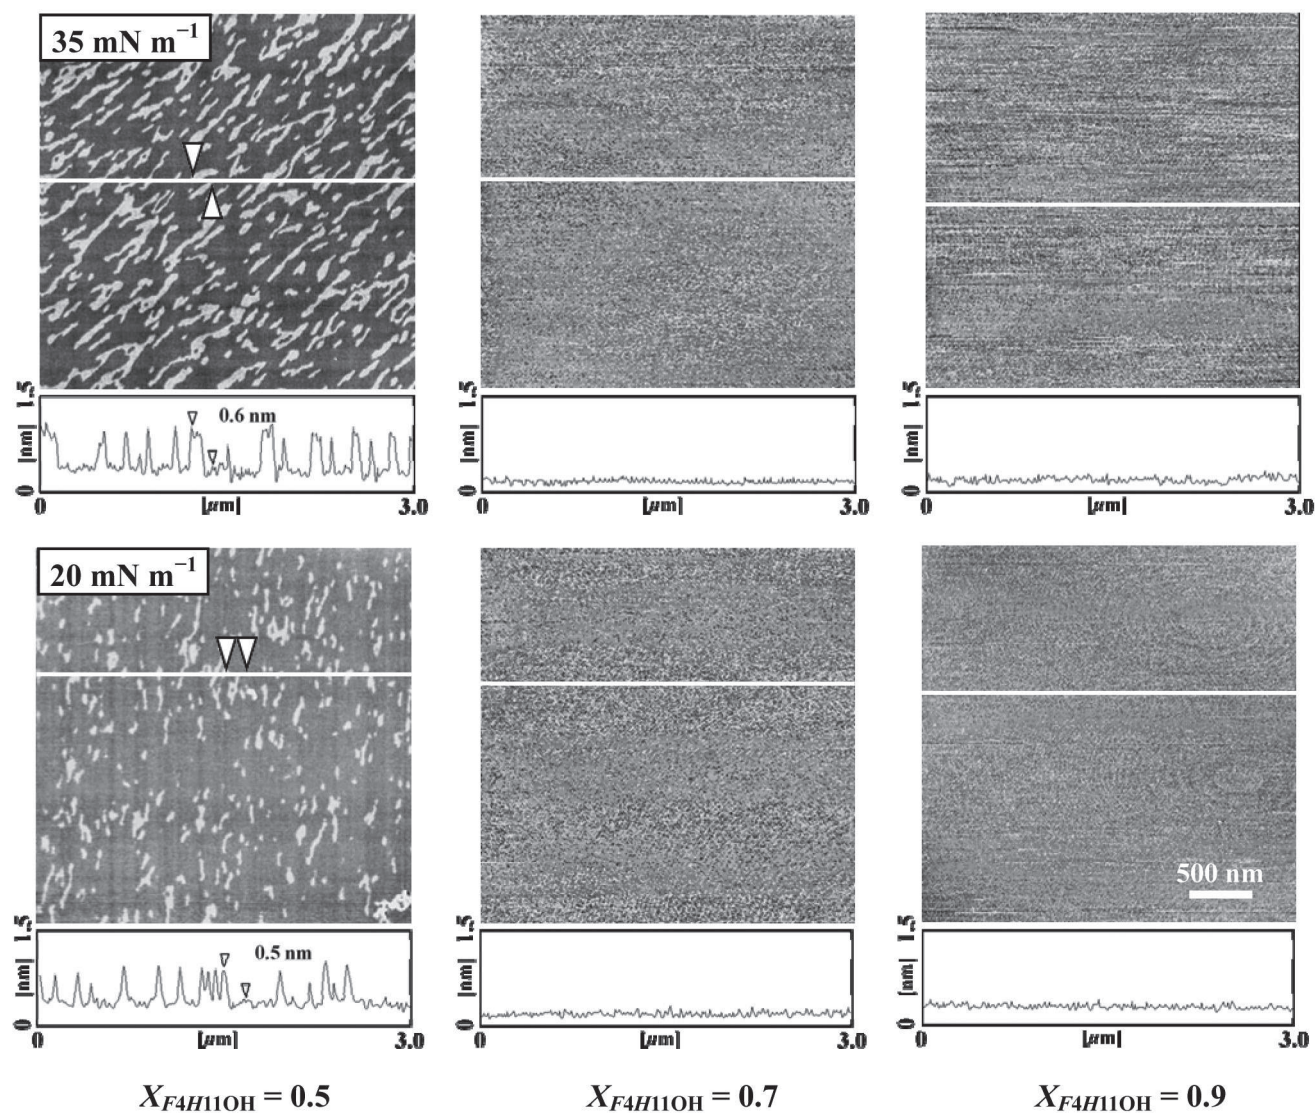 35 mN m⁻¹
1.5
[nm]
0
0.6 nm
0 [μm] 3.0
0 [μm] 3.0
0 [μm] 3.0
1.5
[nm]
0
1.5
[nm]
0
20 mN m⁻¹
500 nm
1.5
[nm]
0
0.5 nm
0 [μm] 3.0
1.5
[nm]
0
0 [μm] 3.0
1.5
[nm]
0
0 [μm] 3.0
X_F4H11OH = 0.5
X_F4H11OH = 0.7
X_F4H11OH = 0.9